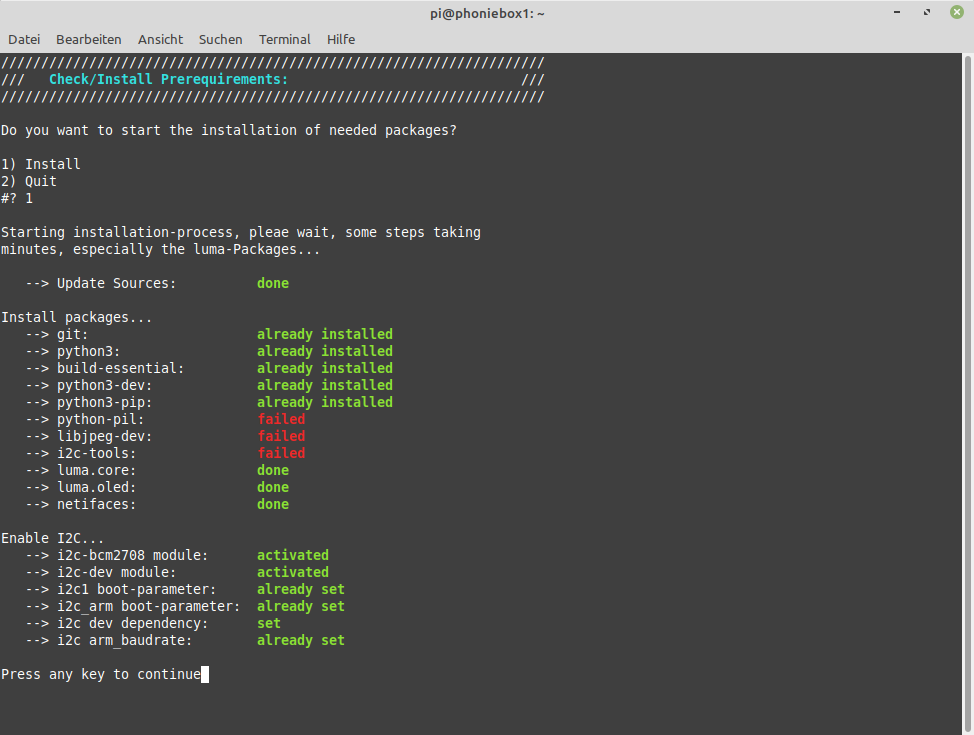 pi@phoniebox1: ~
Datei Bearbeiten Ansicht Suchen Terminal Hilfe
////////////////////////////////////////////////////////////////////
///   Check/Install Prerequirements:                             ///
////////////////////////////////////////////////////////////////////
Do you want to start the installation of needed packages?
1) Install
2) Quit
#? 1
Starting installation-process, pleae wait, some steps taking
minutes, especially the luma-Packages...
   --> Update Sources:          done
Install packages...
   --> git:                     already installed
   --> python3:                 already installed
   --> build-essential:         already installed
   --> python3-dev:             already installed
   --> python3-pip:             already installed
   --> python-pil:              failed
   --> libjpeg-dev:             failed
   --> i2c-tools:               failed
   --> luma.core:               done
   --> luma.oled:               done
   --> netifaces:               done
Enable I2C...
   --> i2c-bcm2708 module:      activated
   --> i2c-dev module:          activated
   --> i2c1 boot-parameter:     already set
   --> i2c_arm boot-parameter:  already set
   --> i2c dev dependency:      set
   --> i2c arm_baudrate:        already set
Press any key to continue